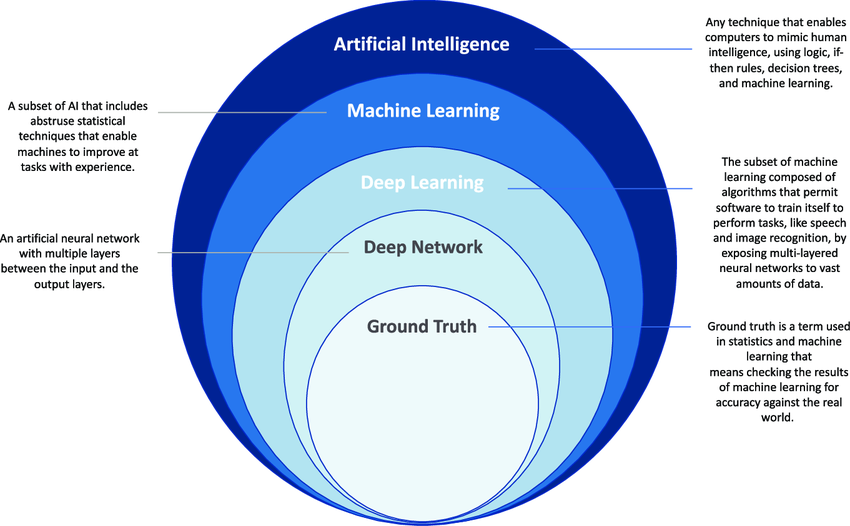 Artificial Intelligence
Any technique that enables
computers to mimic human
intelligence, using logic, if-
then rules, decision trees,
and machine learning.
A subset of AI that includes
abstruse statistical
techniques that enable
machines to improve at
tasks with experience.
Machine Learning
Deep Learning
The subset of machine
learning composed of
algorithms that permit
software to train itself to
perform tasks, like speech
and image recognition, by
exposing multi-layered
neural networks to vast
amounts of data.
An artificial neural network
with multiple layers
between the input and the
output layers.
Deep Network
Ground Truth
Ground truth is a term used
in statistics and machine
learning that
means checking the results
of machine learning for
accuracy against the real
world.